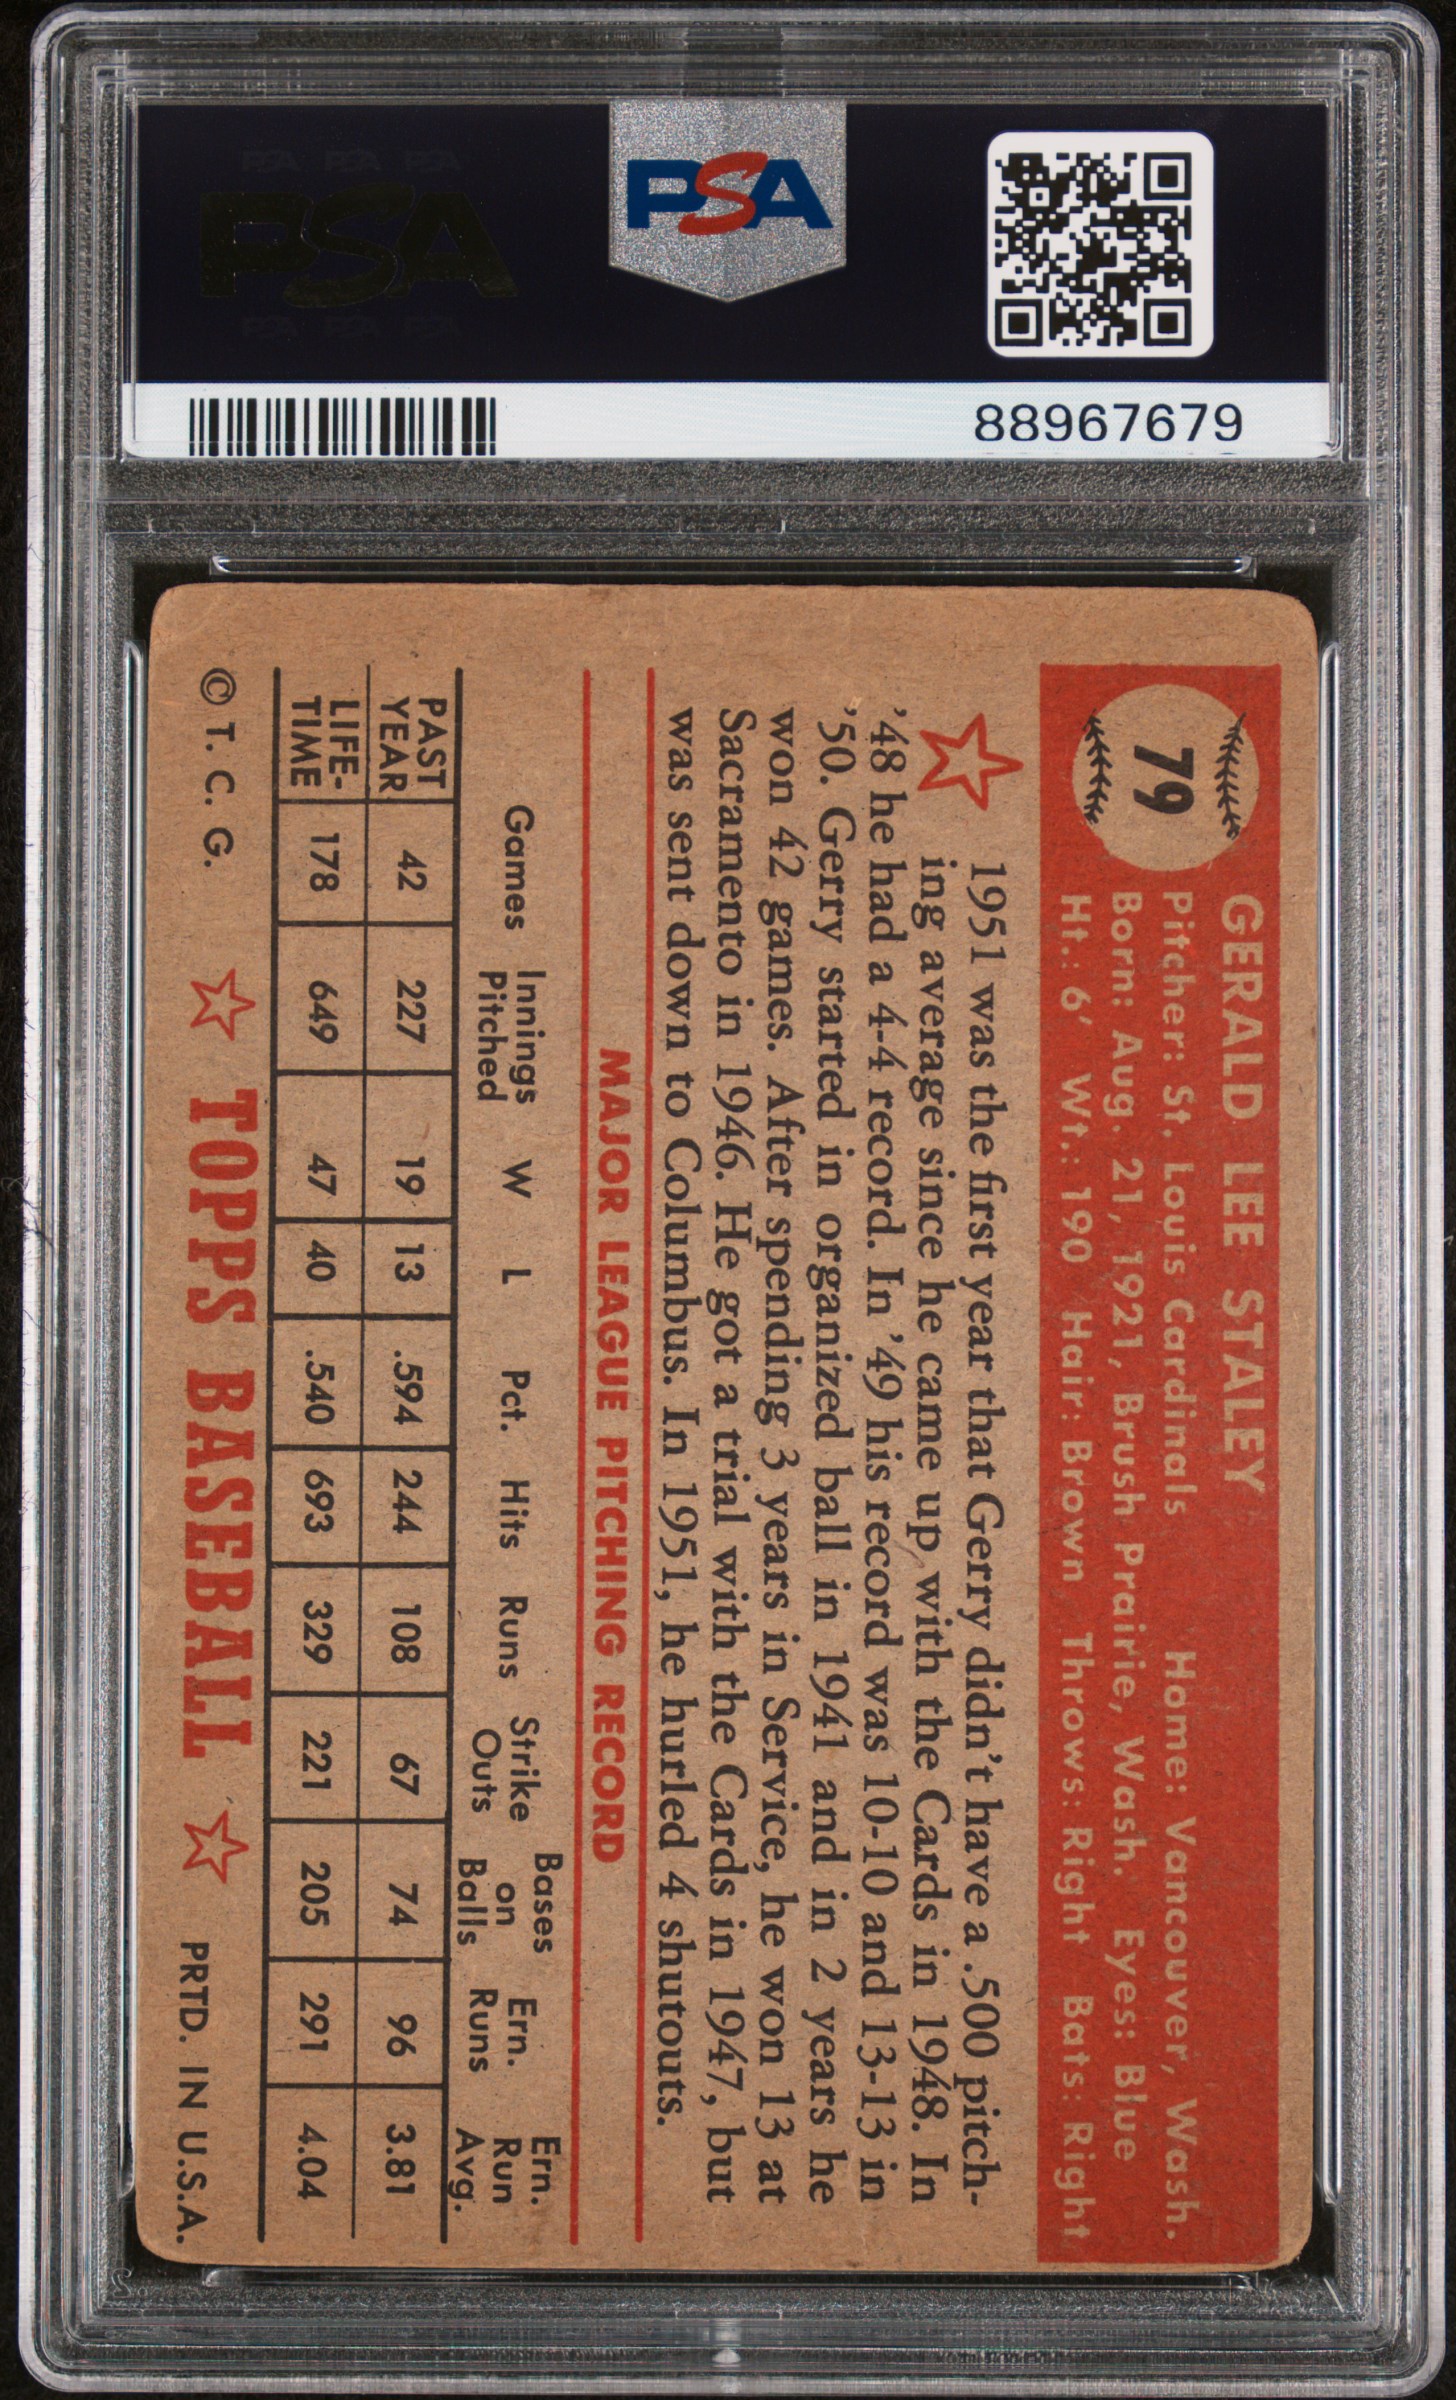 PSA PSA PSA
PSA
PSA PSA PSA
PSA
88967679
79
GERALD LEE STALEY
Pitcher: St. Louis Cardinals Home: Vancouver, Wash.
Born: Aug. 21, 1921, Brush Prairie, Wash. Eyes: Blue
Ht.: 6' Wt.: 190 Hair: Brown Throws: Right Bats: Right
1951 was the first year that Gerry didn't have a .500 pitch-
ing average since he came up with the Cards in 1948. In
'48 he had a 4-4 record. In '49 his record was 10-10 and 13-13 in
'50. Gerry started in organized ball in 1941 and in 2 years he
won 42 games. After spending 3 years in Service, he won 13 at
Sacramento in 1946. He got a trial with the Cards in 1947, but
was sent down to Columbus. In 1951, he hurled 4 shutouts.
MAJOR LEAGUE PITCHING RECORD
Games Innings Pitched W L Pct. Hits Runs Strike Outs Bases on Balls Ern. Runs Ern. Run Avg.
PAST YEAR 42 227 19 13 .594 244 108 67 74 96 3.81
LIFE-TIME 178 649 47 40 .540 693 329 221 205 291 4.04
© T. C. G. TOPPS BASEBALL PRTD. IN U.S.A.